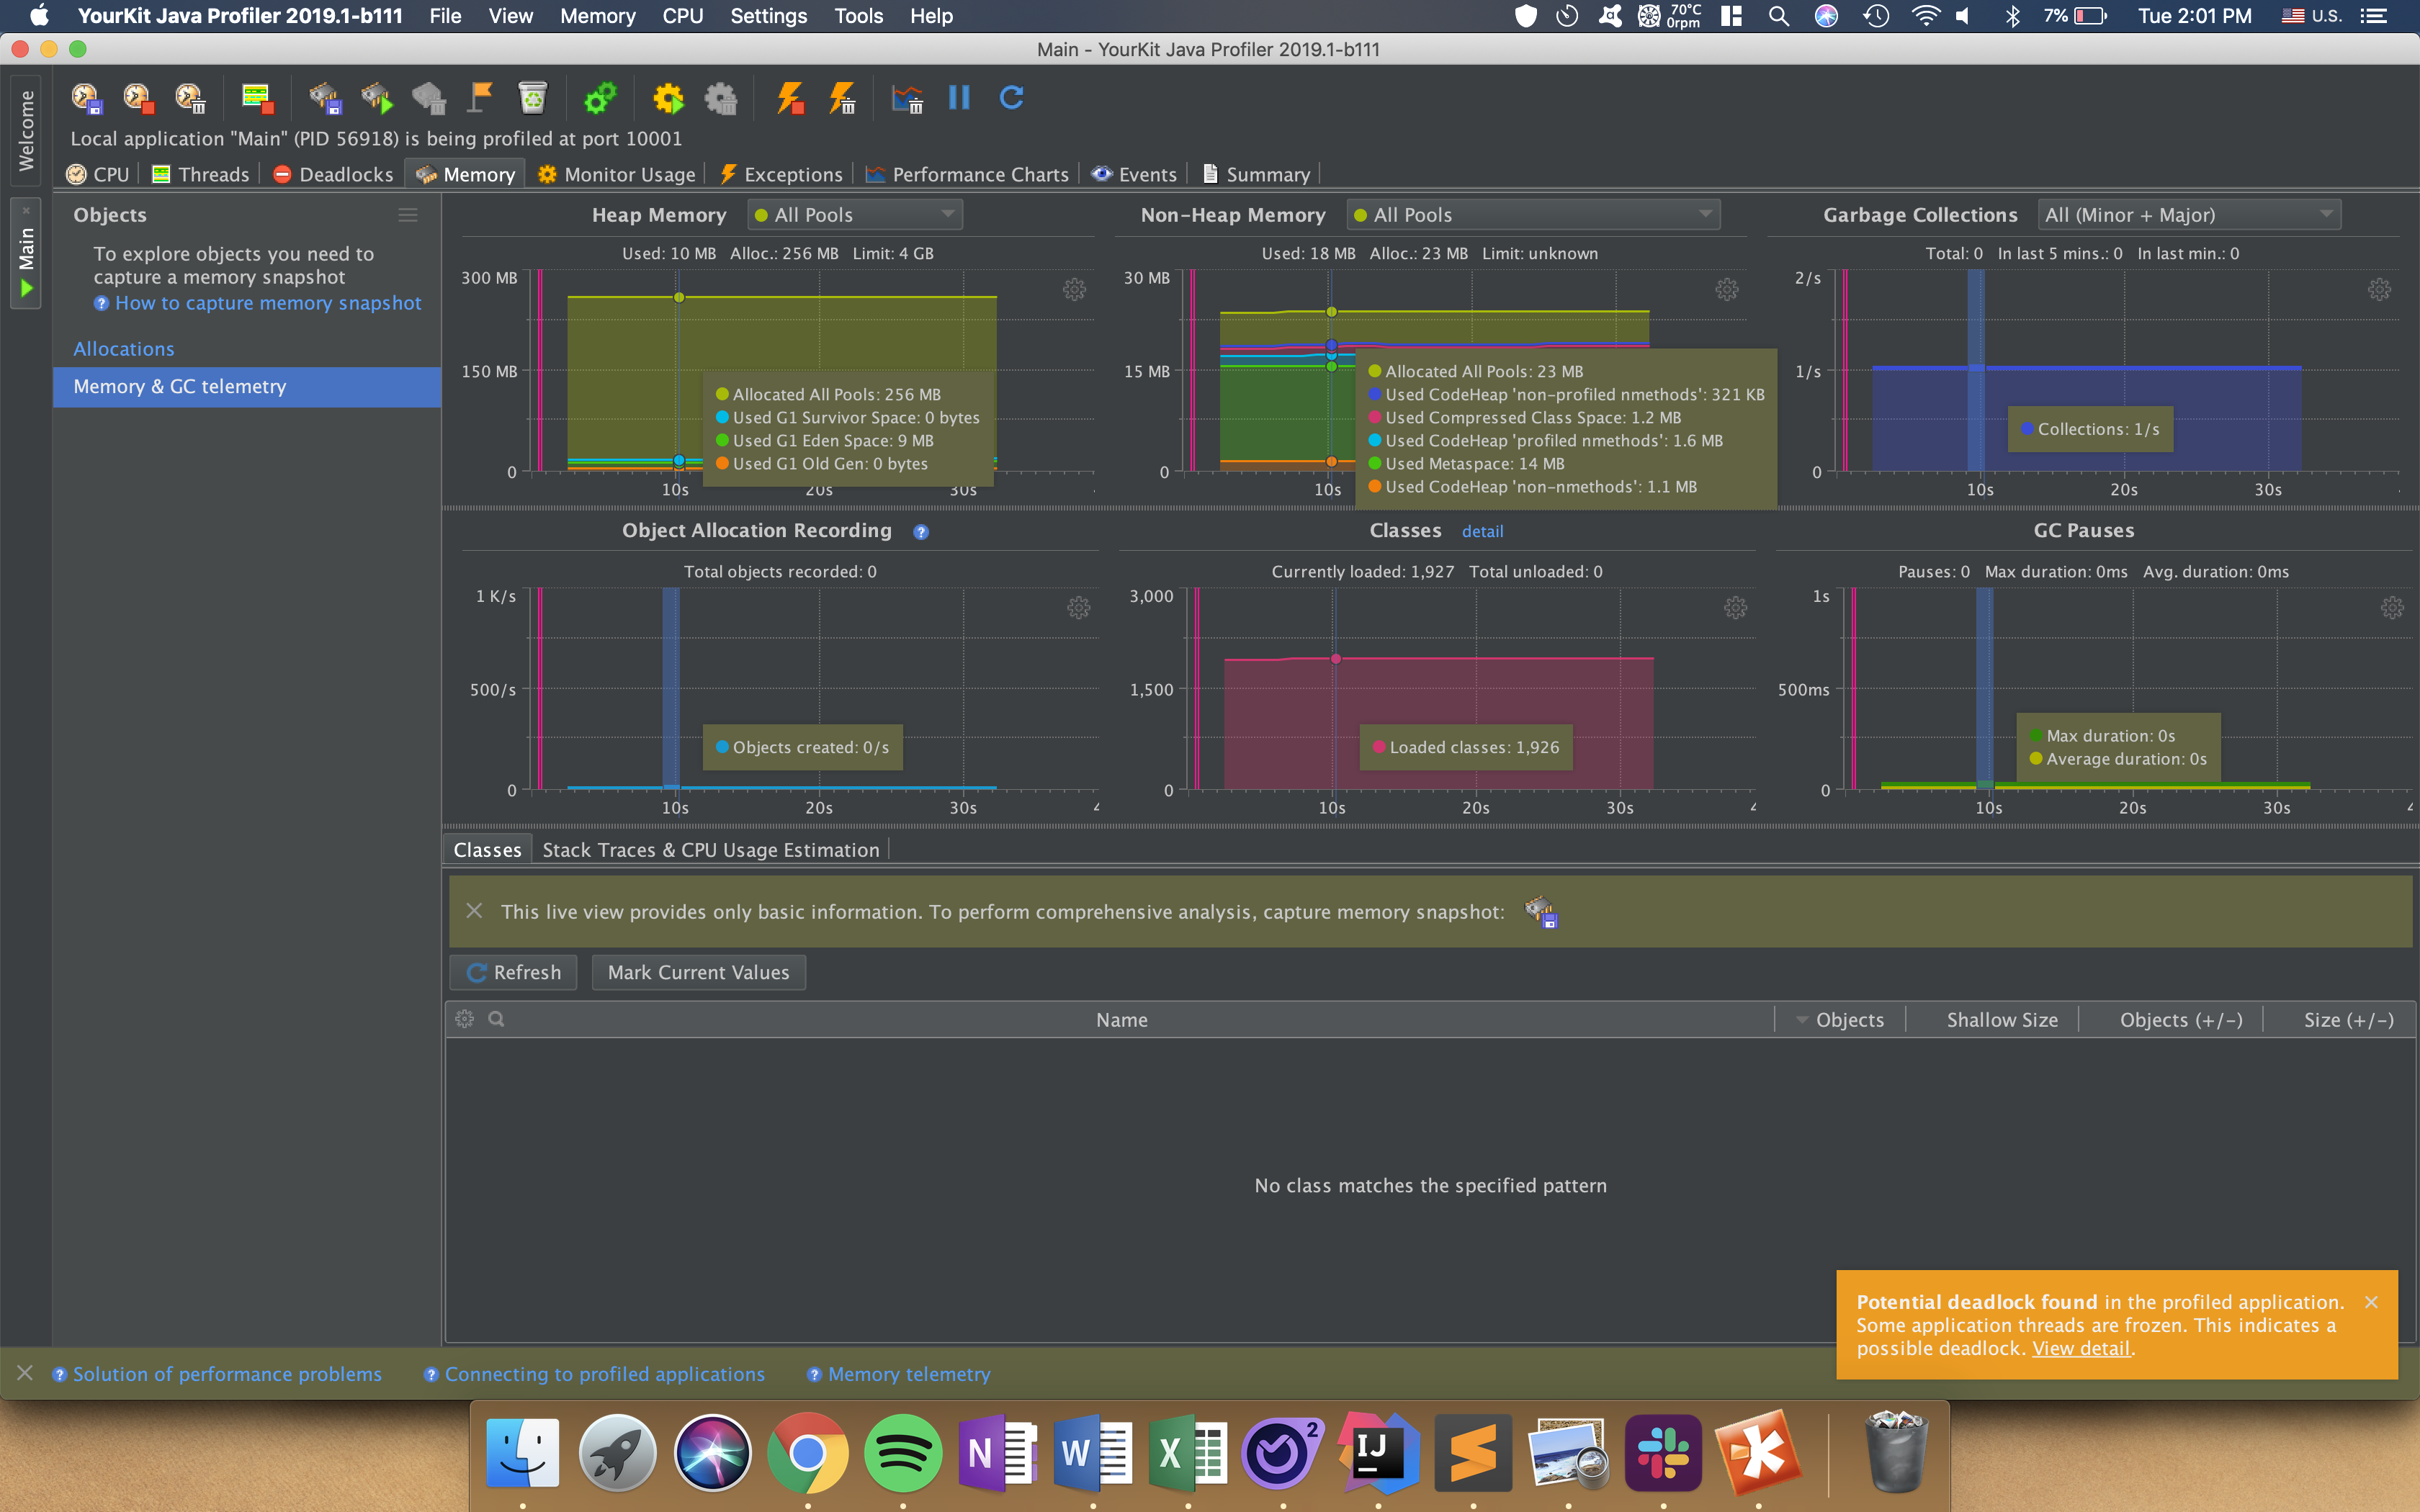 YourKit Java Profiler 2019.1-b111 File View Memory CPU Settings Tools Help 70°C 0rpm 7% Tue 2:01 PM U.S.
Main - YourKit Java Profiler 2019.1-b111
Welcome
Main
Local application "Main" (PID 56918) is being profiled at port 10001
CPU Threads Deadlocks Memory Monitor Usage Exceptions Performance Charts Events Summary
Objects
To explore objects you need to
capture a memory snapshot
? How to capture memory snapshot
Allocations
Memory & GC telemetry
Heap Memory All Pools
Used: 10 MB Alloc.: 256 MB Limit: 4 GB
300 MB
150 MB
0
10s 20s 30s
Allocated All Pools: 256 MB
Used G1 Survivor Space: 0 bytes
Used G1 Eden Space: 9 MB
Used G1 Old Gen: 0 bytes
Non-Heap Memory All Pools
Used: 18 MB Alloc.: 23 MB Limit: unknown
30 MB
15 MB
0
10s
Allocated All Pools: 23 MB
Used CodeHeap 'non-profiled nmethods': 321 KB
Used Compressed Class Space: 1.2 MB
Used CodeHeap 'profiled nmethods': 1.6 MB
Used Metaspace: 14 MB
Used CodeHeap 'non-nmethods': 1.1 MB
Garbage Collections All (Minor + Major)
Total: 0 In last 5 mins.: 0 In last min.: 0
2/s
1/s
0
10s 20s 30s
Collections: 1/s
Object Allocation Recording ?
Total objects recorded: 0
1 K/s
500/s
0
10s 20s 30s
Objects created: 0/s
Classes detail
Currently loaded: 1,927 Total unloaded: 0
3,000
1,500
0
10s 20s 30s
Loaded classes: 1,926
GC Pauses
Pauses: 0 Max duration: 0ms Avg. duration: 0ms
1s
500ms
0
10s 20s 30s
Max duration: 0s
Average duration: 0s
Classes Stack Traces & CPU Usage Estimation
This live view provides only basic information. To perform comprehensive analysis, capture memory snapshot:
Refresh Mark Current Values
Name Objects Shallow Size Objects (+/-) Size (+/-)
No class matches the specified pattern
Potential deadlock found in the profiled application.
Some application threads are frozen. This indicates a
possible deadlock. View detail.
? Solution of performance problems ? Connecting to profiled applications ? Memory telemetry
N W X 2 IJ